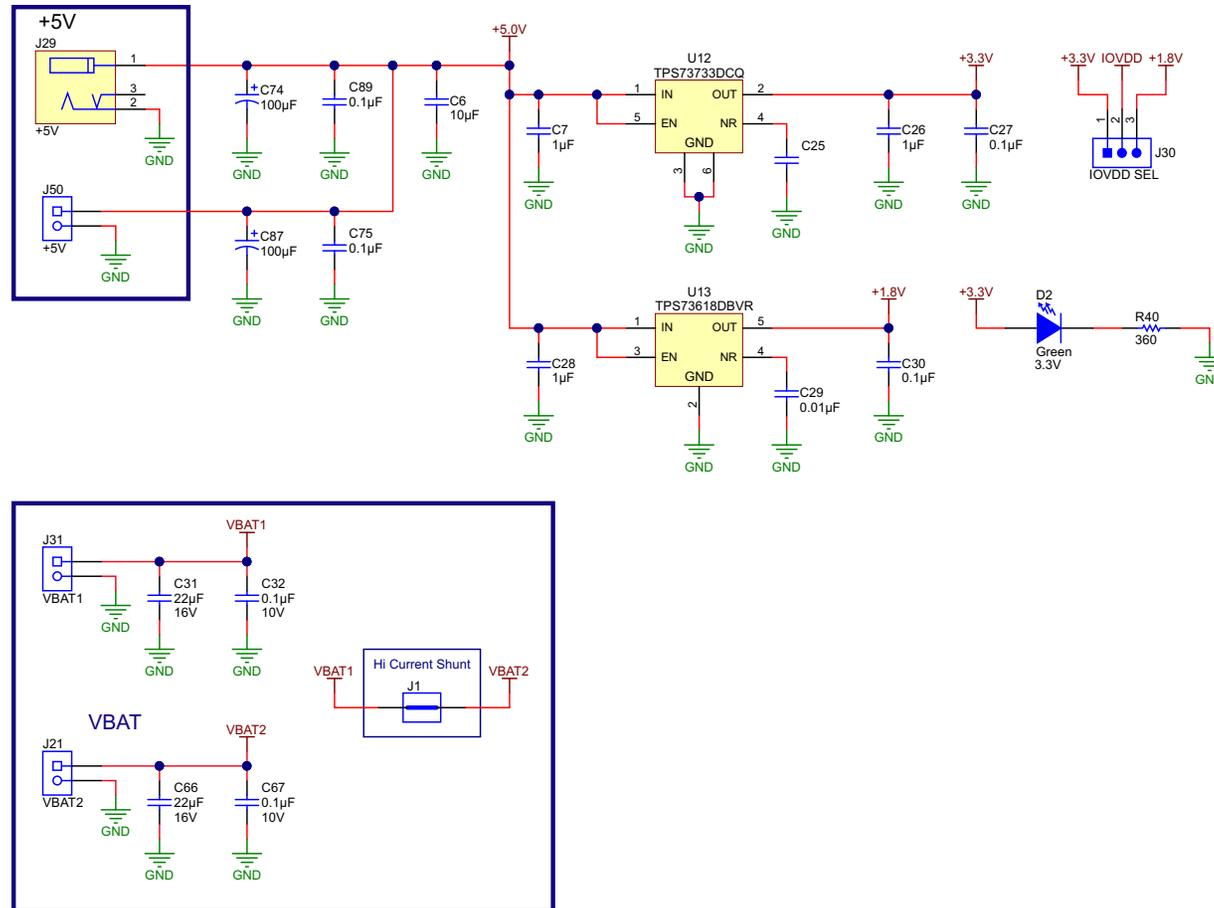 +5V
J29
1
3
2
+5V
GND
J50
+5V
GND
C74
100µF
GND
C89
0.1µF
GND
C6
10µF
GND
C87
100µF
GND
C75
0.1µF
GND
+5.0V
C7
1µF
GND
U12
TPS73733DCQ
1 IN OUT 2
5 EN NR 4
GND
3 6
GND
C25
GND
C26
1µF
GND
+3.3V
C27
0.1µF
GND
+3.3V IOVDD +1.8V
1 2 3
J30
IOVDD SEL
C28
1µF
GND
U13
TPS73618DBVR
1 IN OUT 5
3 EN NR 4
GND
2
GND
C29
0.01µF
GND
+1.8V
C30
0.1µF
GND
+3.3V
D2
Green
3.3V
R40
360
GN
J31
VBAT1
GND
VBAT1
C31
22µF
16V
GND
C32
0.1µF
10V
GND
VBAT1
Hi Current Shunt
J1
VBAT2
VBAT
J21
VBAT2
GND
VBAT2
C66
22µF
16V
GND
C67
0.1µF
10V
GND